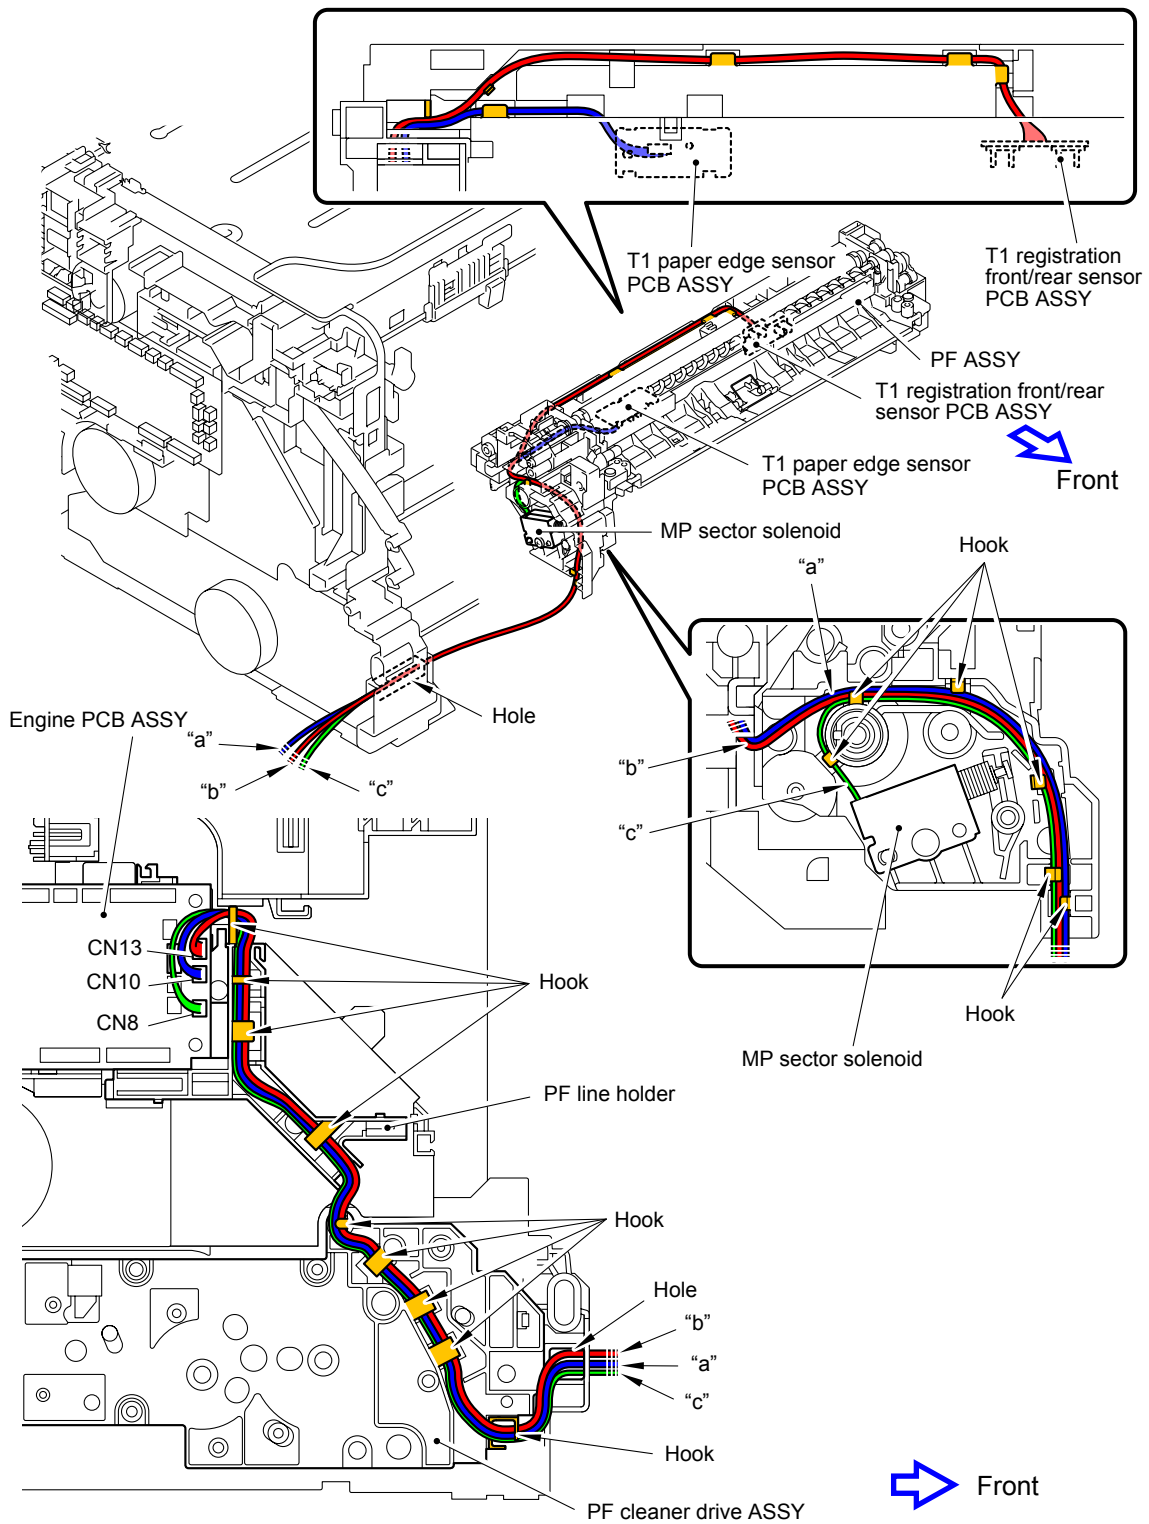 T1 paper edge sensor
PCB ASSY
T1 registration
front/rear sensor
PCB ASSY
PF ASSY
T1 registration front/rear
sensor PCB ASSY
T1 paper edge sensor
PCB ASSY
Front
MP sector solenoid
Hook
“a”
Hole
Engine PCB ASSY
“a”
“b”
“c”
“b”
“c”
CN13
CN10
CN8
Hook
Hook
MP sector solenoid
PF line holder
Hook
Hole
“b”
“a”
“c”
Hook
Front
PF cleaner drive ASSY